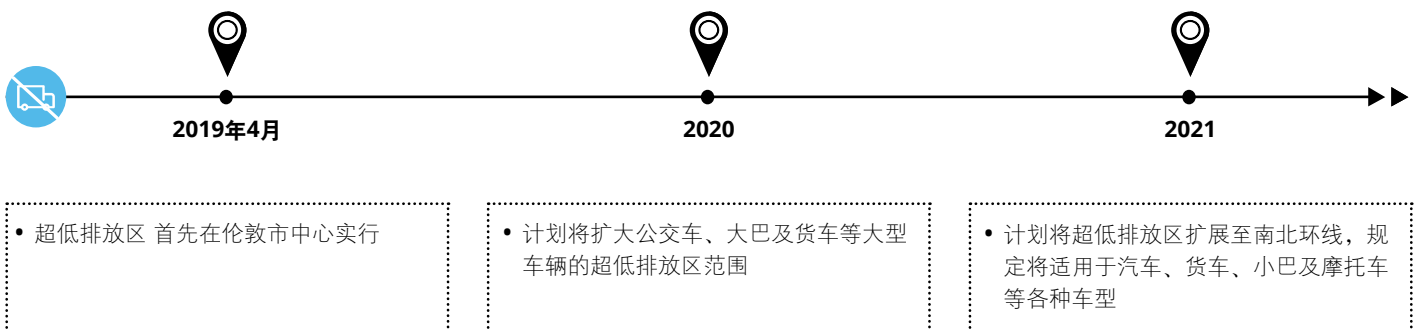 2019年4月
2020
2021
• 超低排放区 首先在伦敦市中心实行
• 计划将扩大公交车、大巴及货车等大型
车辆的超低排放区范围
• 计划将超低排放区扩展至南北环线，规
定将适用于汽车、货车、小巴及摩托车
等各种车型